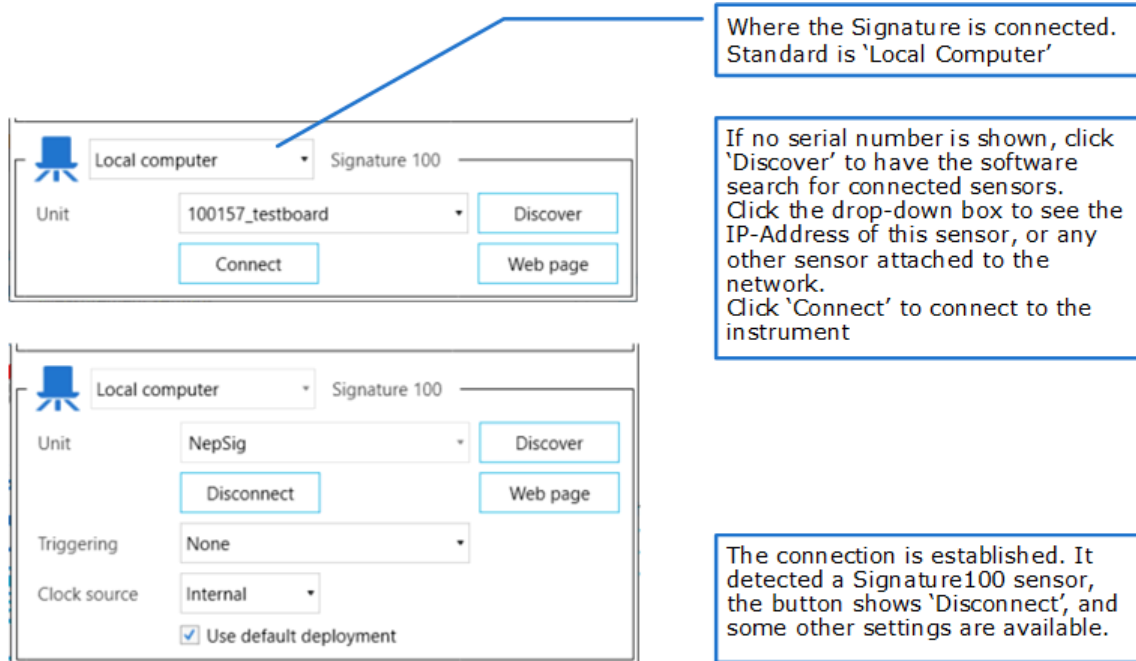 Where the Signature is connected.
Standard is ‘Local Computer’
Local computer
Signature 100
Unit
100157_testboard
Discover
Connect
Web page
If no serial number is shown, click
‘Discover’ to have the software
search for connected sensors.
Click the drop-down box to see the
IP-Address of this sensor, or any
other sensor attached to the
network.
Click ‘Connect’ to connect to the
instrument
Local computer
Signature 100
Unit
NepSig
Discover
Disconnect
Web page
Triggering
None
Clock source
Internal
Use default deployment
The connection is established. It
detected a Signature100 sensor,
the button shows ‘Disconnect’, and
some other settings are available.